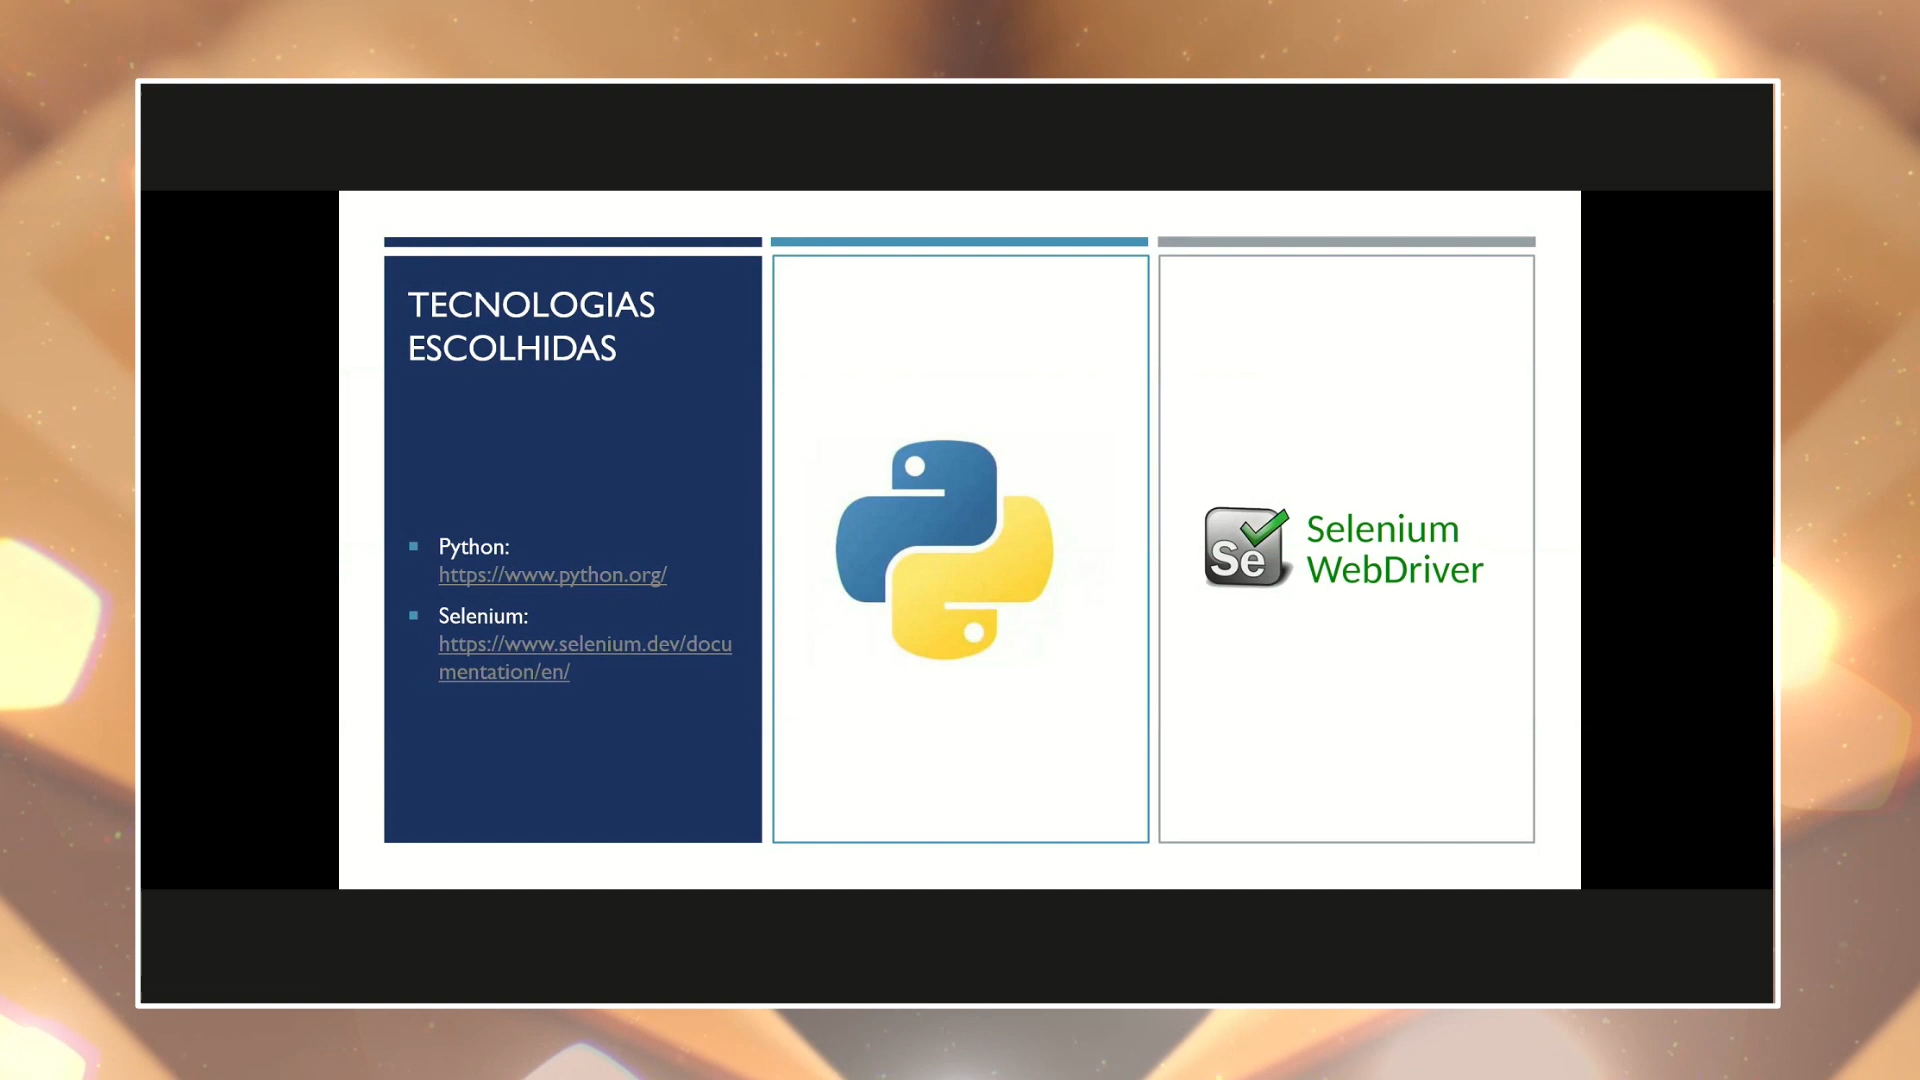 TECNOLOGIAS
ESCOLHIDAS
Python:
https://www.python.org/
Selenium:
https://www.selenium.dev/docu
mentation/en/
Se
Selenium
WebDriver